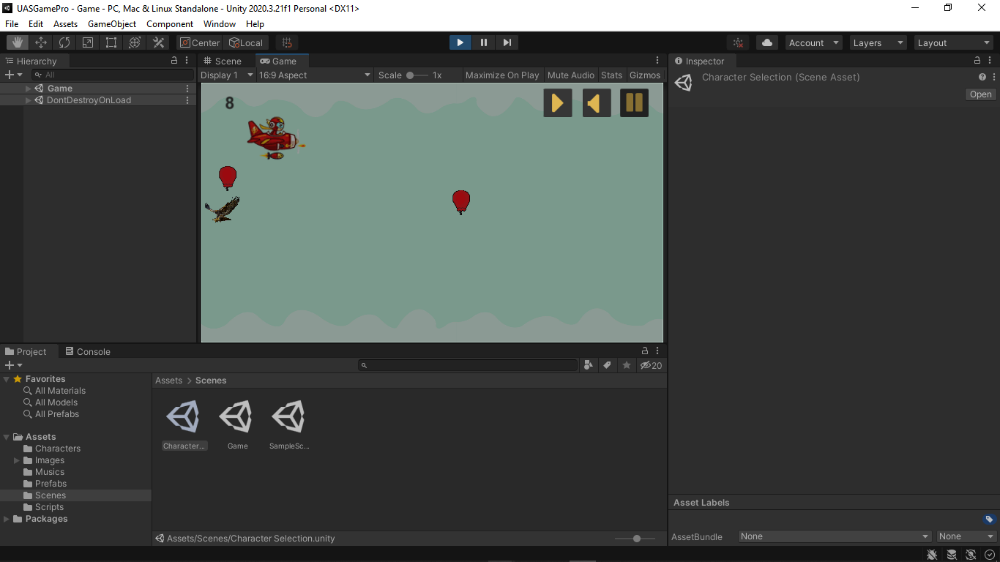 UASGamePro - Game - PC, Mac & Linux Standalone - Unity 2020.3.21f1 Personal <DX11>
File Edit Assets GameObject Component Window Help
Center Local Account Layers Layout
Hierarchy
All
Game
DontDestroyOnLoad
Scene Game
Display 1 16:9 Aspect Scale 1x Maximize On Play Mute Audio Stats Gizmos
8
Inspector
Character Selection (Scene Asset)
Open
Project Console
20
Favorites
All Materials
All Models
All Prefabs
Assets
Characters
Images
Musics
Prefabs
Scenes
Scripts
Packages
Assets > Scenes
Character... Game SampleSc...
Assets/Scenes/Character Selection.unity
Asset Labels
AssetBundle None None